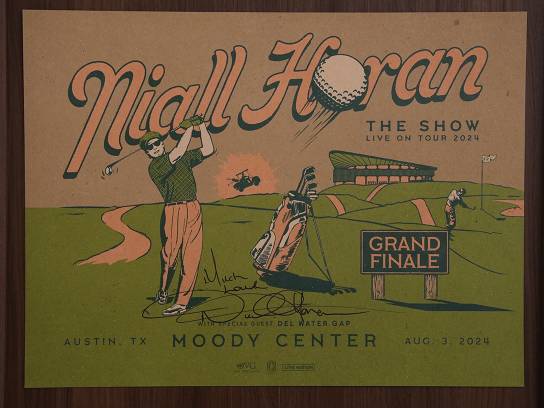 Niall Horan
THE SHOW
LIVE ON TOUR 2024
GRAND
FINALE
Much
Love
WITH SPECIAL GUEST DEL WATER GAP
AUSTIN, TX MOODY CENTER AUG. 3, 2024